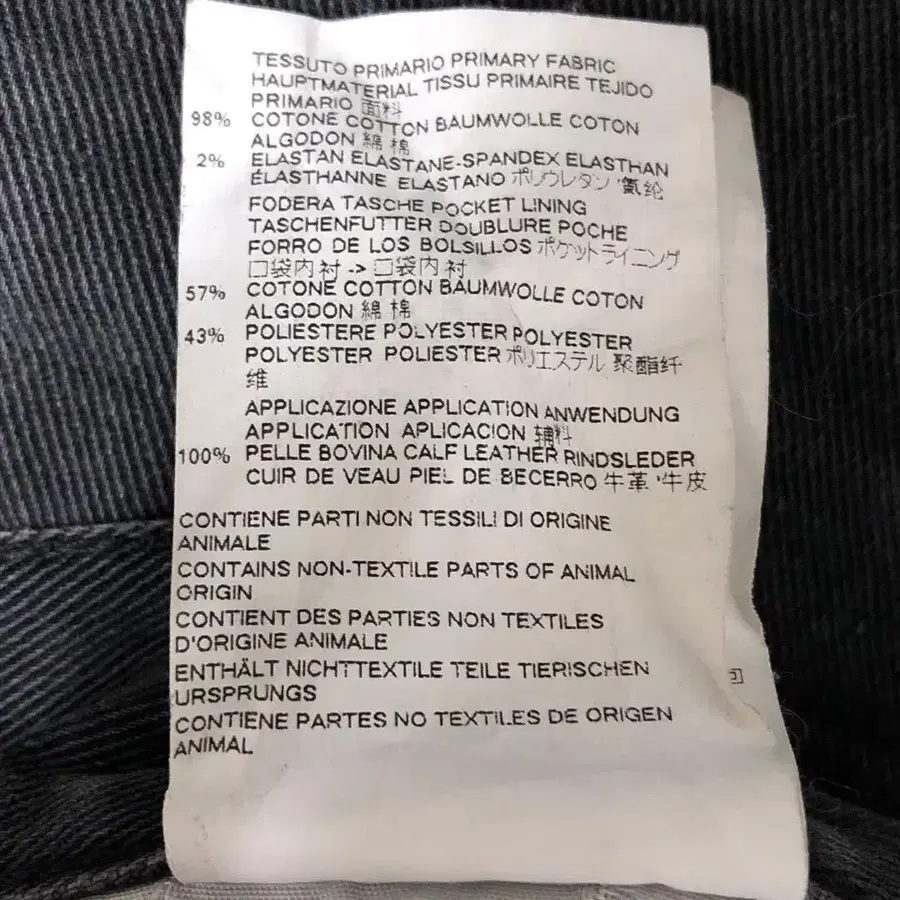 TESSUTO PRIMARIO PRIMARY FABRIC
HAUPTMATERIAL TISSU PRIMAIRE TEJIDO
PRIMARIO 面料
98% COTONE COTTON BAUMWOLLE COTON
ALGODON 綿 棉
2% ELASTAN ELASTANE-SPANDEX ELASTHAN
ÉLASTHANNE ELASTANO ポリウレタン '氨纶
FODERA TASCHE POCKET LINING
TASCHENFUTTER DOUBLURE POCHE
FORRO DE LOS BOLSILLOS ポケットライニング
口袋内衬 -> 口袋内衬
57% COTONE COTTON BAUMWOLLE COTON
ALGODON 綿 棉
43% POLIESTERE POLYESTER POLYESTER
POLYESTER POLIESTER ポリエステル 聚酯纤
维
APPLICAZIONE APPLICATION ANWENDUNG
APPLICATION APLICACION 辅料
100% PELLE BOVINA CALF LEATHER RINDSLEDER
CUIR DE VEAU PIEL DE BECERRO 牛革 '牛皮
CONTIENE PARTI NON TESSILI DI ORIGINE
ANIMALE
CONTAINS NON-TEXTILE PARTS OF ANIMAL
ORIGIN
CONTIENT DES PARTIES NON TEXTILES
D'ORIGINE ANIMALE
ENTHÄLT NICHTTEXTILE TEILE TIERISCHEN
URSPRUNGS
CONTIENE PARTES NO TEXTILES DE ORIGEN
ANIMAL